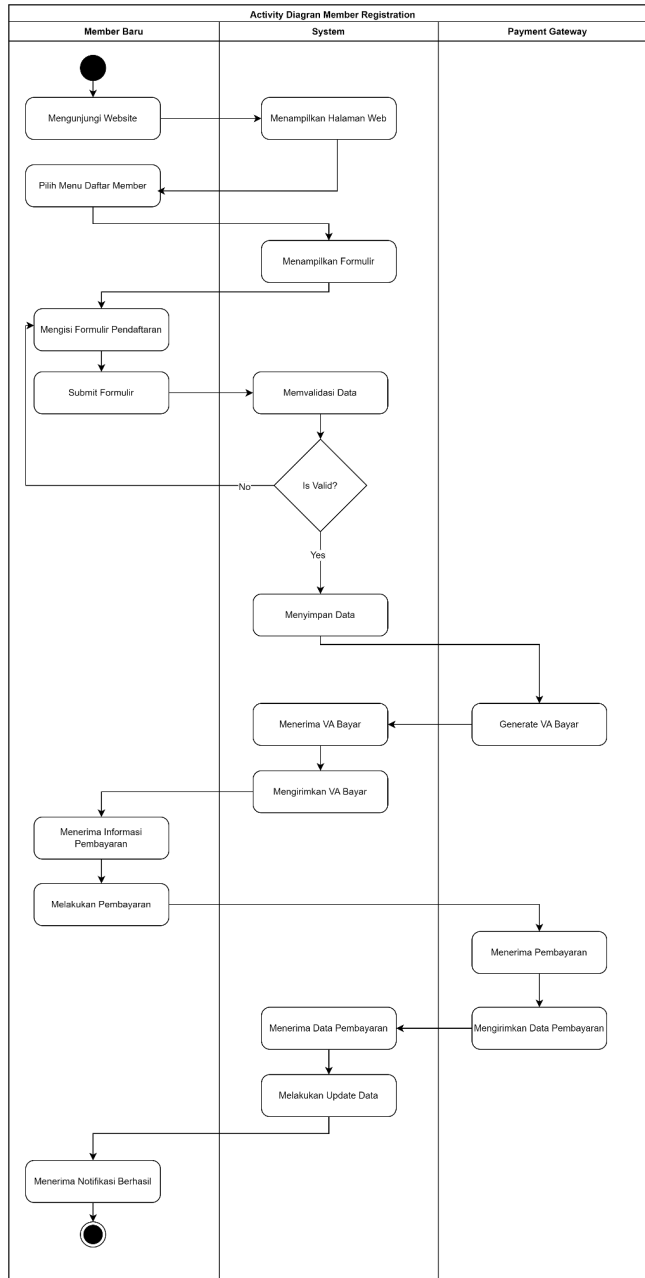 Activity Diagran Member Registration
Member Baru
System
Payment Gateway
Mengunjungi Website
Menampilkan Halaman Web
Pilih Menu Daftar Member
Menampilkan Formulir
Mengisi Formulir Pendaftaran
Submit Formulir
Memvalidasi Data
Is Valid?
No
Yes
Menyimpan Data
Generate VA Bayar
Menerima VA Bayar
Mengirimkan VA Bayar
Menerima Informasi
Pembayaran
Melakukan Pembayaran
Menerima Pembayaran
Mengirimkan Data Pembayaran
Menerima Data Pembayaran
Melakukan Update Data
Menerima Notifikasi Berhasil